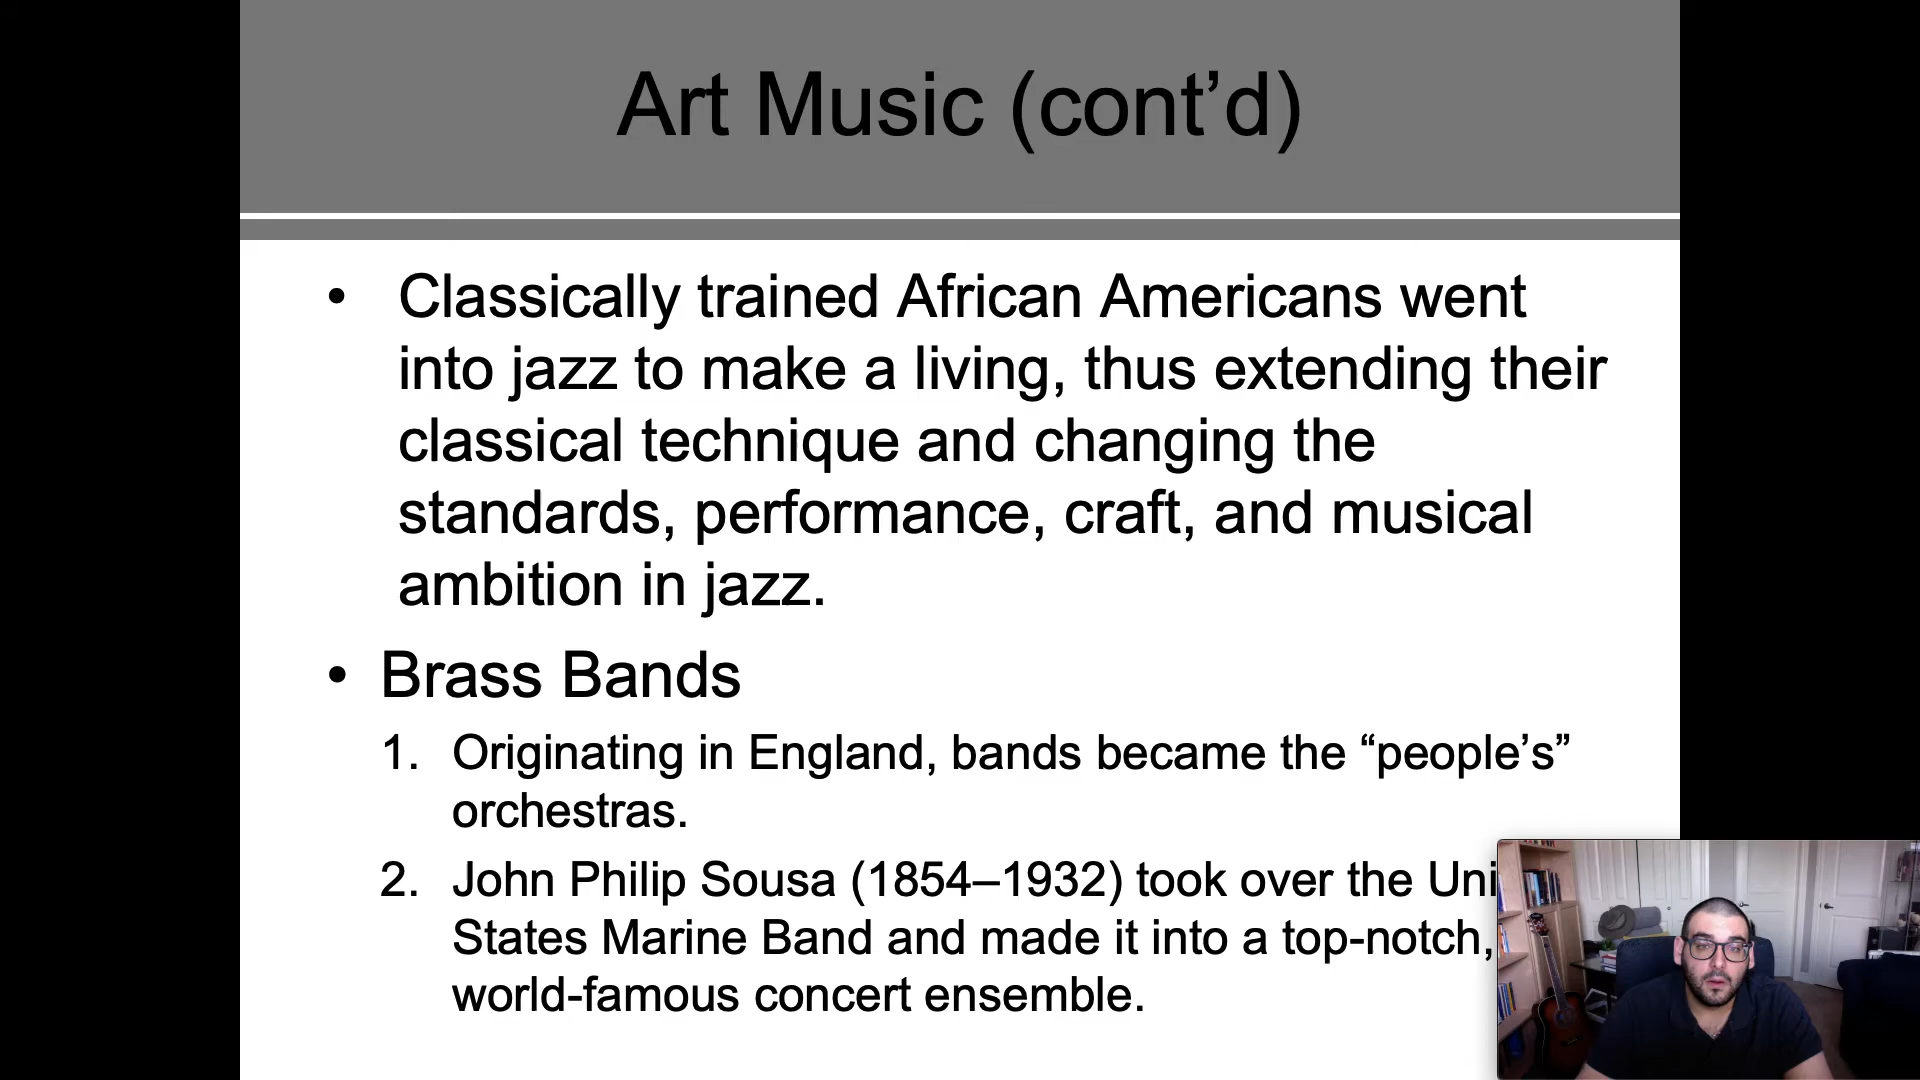 Art Music (cont’d)
• Classically trained African Americans went
into jazz to make a living, thus extending their
classical technique and changing the
standards, performance, craft, and musical
ambition in jazz.
• Brass Bands
1. Originating in England, bands became the “people’s”
orchestras.
2. John Philip Sousa (1854–1932) took over the Uni
States Marine Band and made it into a top-notch,
world-famous concert ensemble.